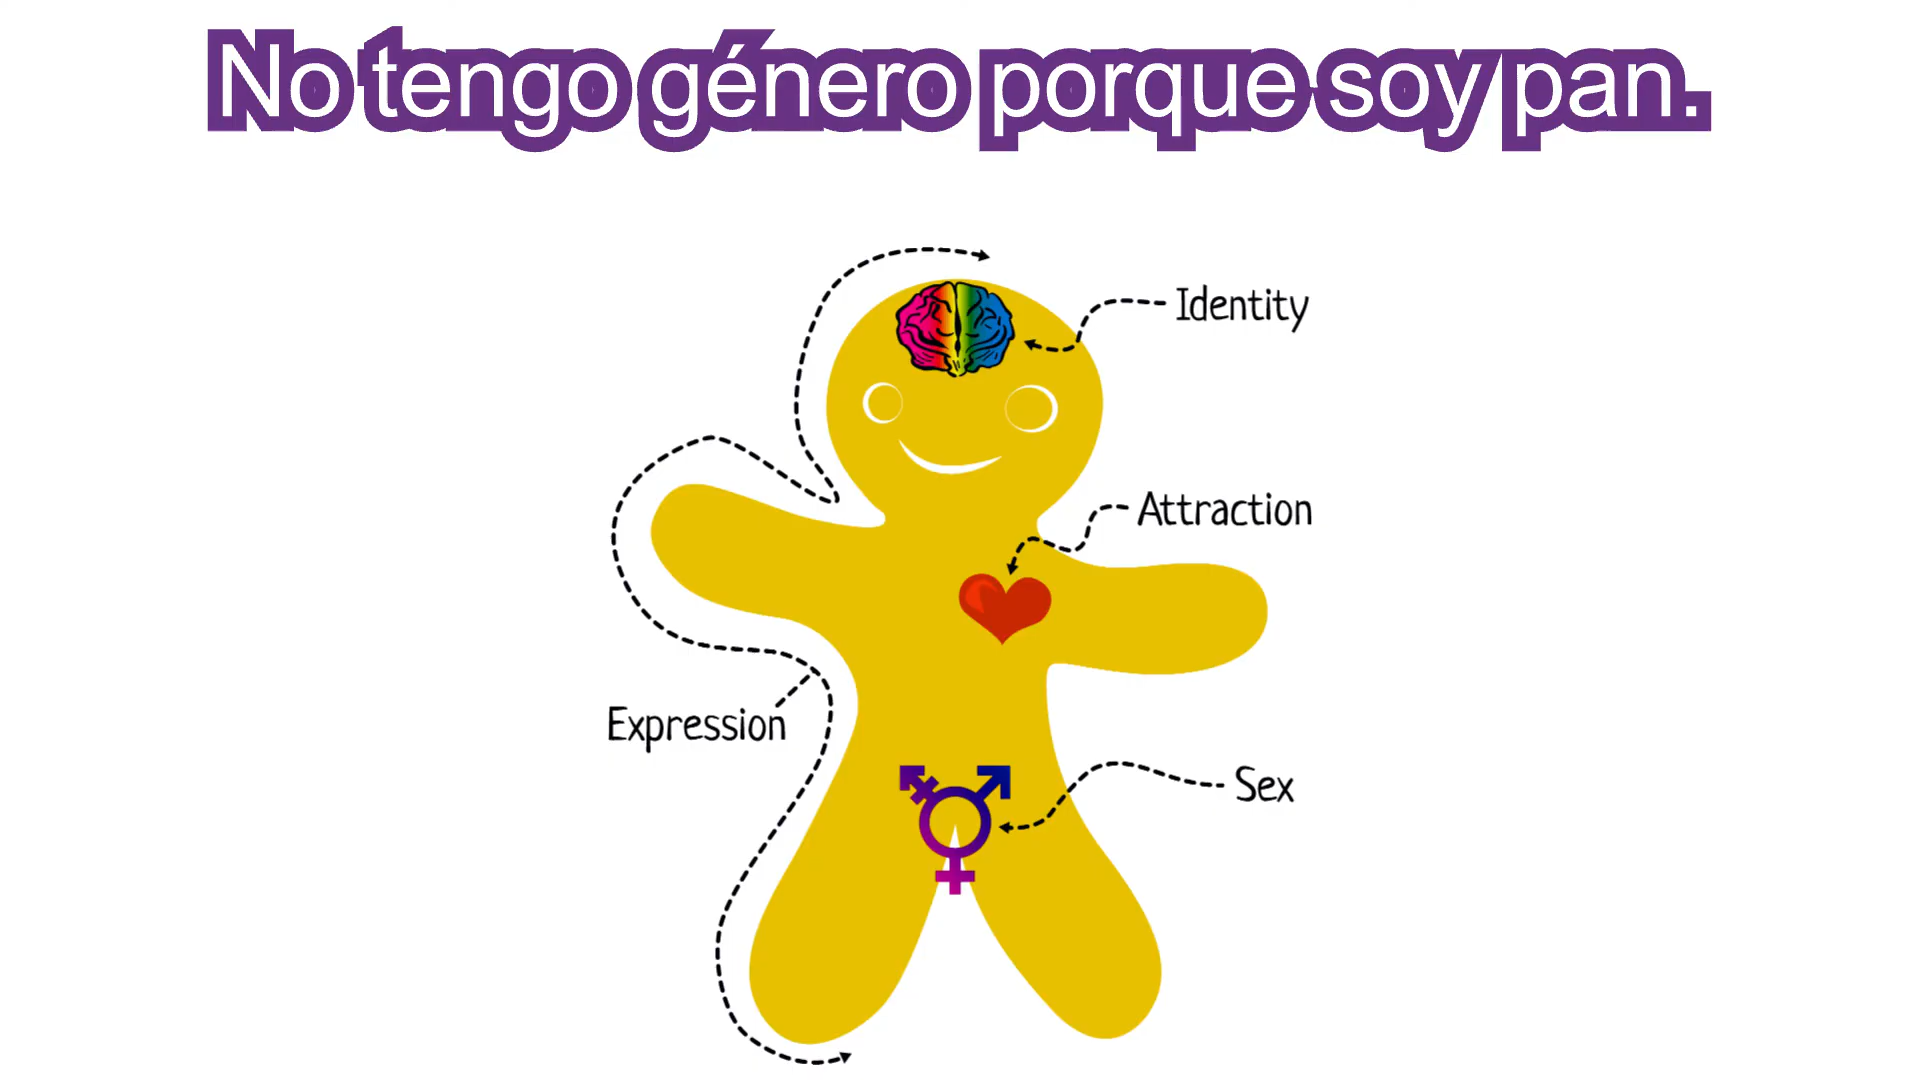 No tengo género porque soy pan.
Identity
Attraction
Expression
Sex